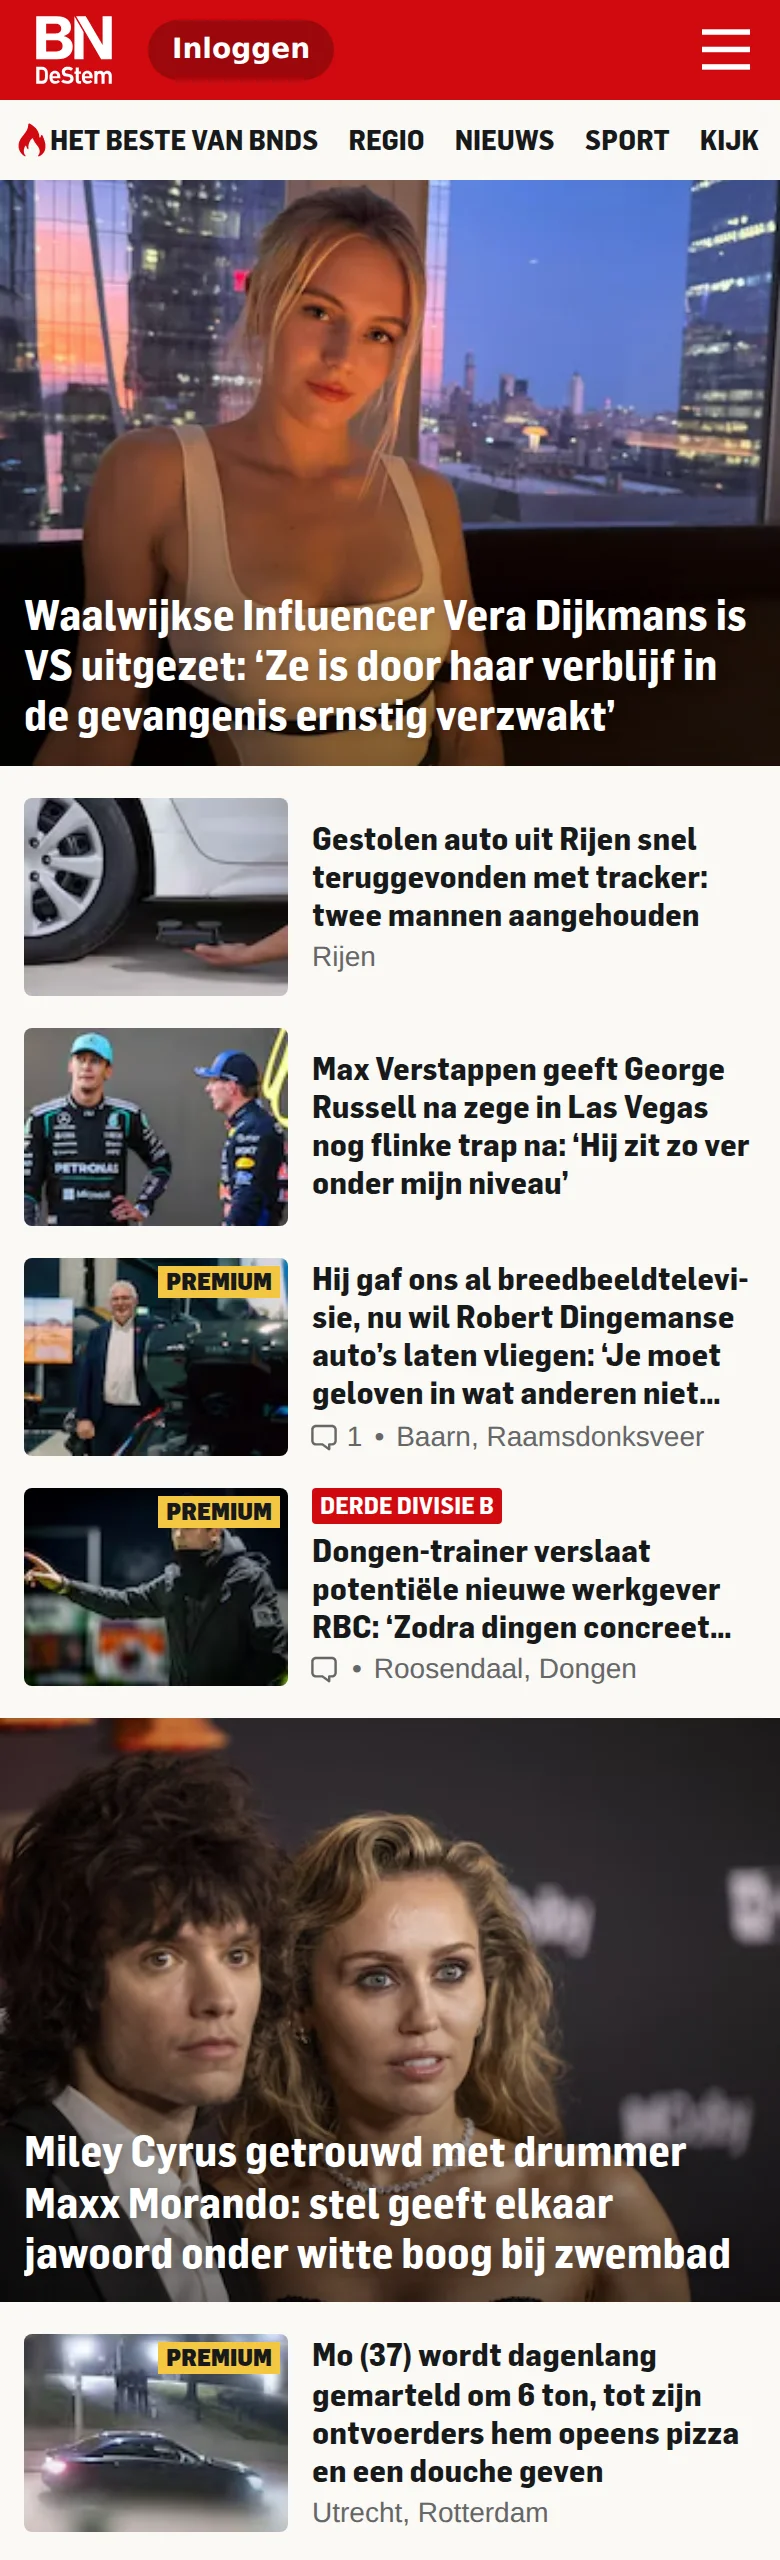 BN
DeStem
Inloggen
HET BESTE VAN BNDS REGIO NIEUWS SPORT KIJK
Waalwijkse Influencer Vera Dijkmans is
VS uitgezet: ‘Ze is door haar verblijf in
de gevangenis ernstig verzwakt’
Gestolen auto uit Rijen snel
teruggevonden met tracker:
twee mannen aangehouden
Rijen
PETRONAS
Microsoft
Max Verstappen geeft George
Russell na zege in Las Vegas
nog flinke trap na: ‘Hij zit zo ver
onder mijn niveau’
PREMIUM
Hij gaf ons al breedbeeldtelevi-
sie, nu wil Robert Dingemanse
auto’s laten vliegen: ‘Je moet
geloven in wat anderen niet...
1 • Baarn, Raamsdonksveer
PREMIUM
DERDE DIVISIE B
Dongen-trainer verslaat
potentiële nieuwe werkgever
RBC: ‘Zodra dingen concreet...
• Roosendaal, Dongen
Miley Cyrus getrouwd met drummer
Maxx Morando: stel geeft elkaar
jawoord onder witte boog bij zwembad
PREMIUM
Mo (37) wordt dagenlang
gemarteld om 6 ton, tot zijn
ontvoerders hem opeens pizza
en een douche geven
Utrecht, Rotterdam